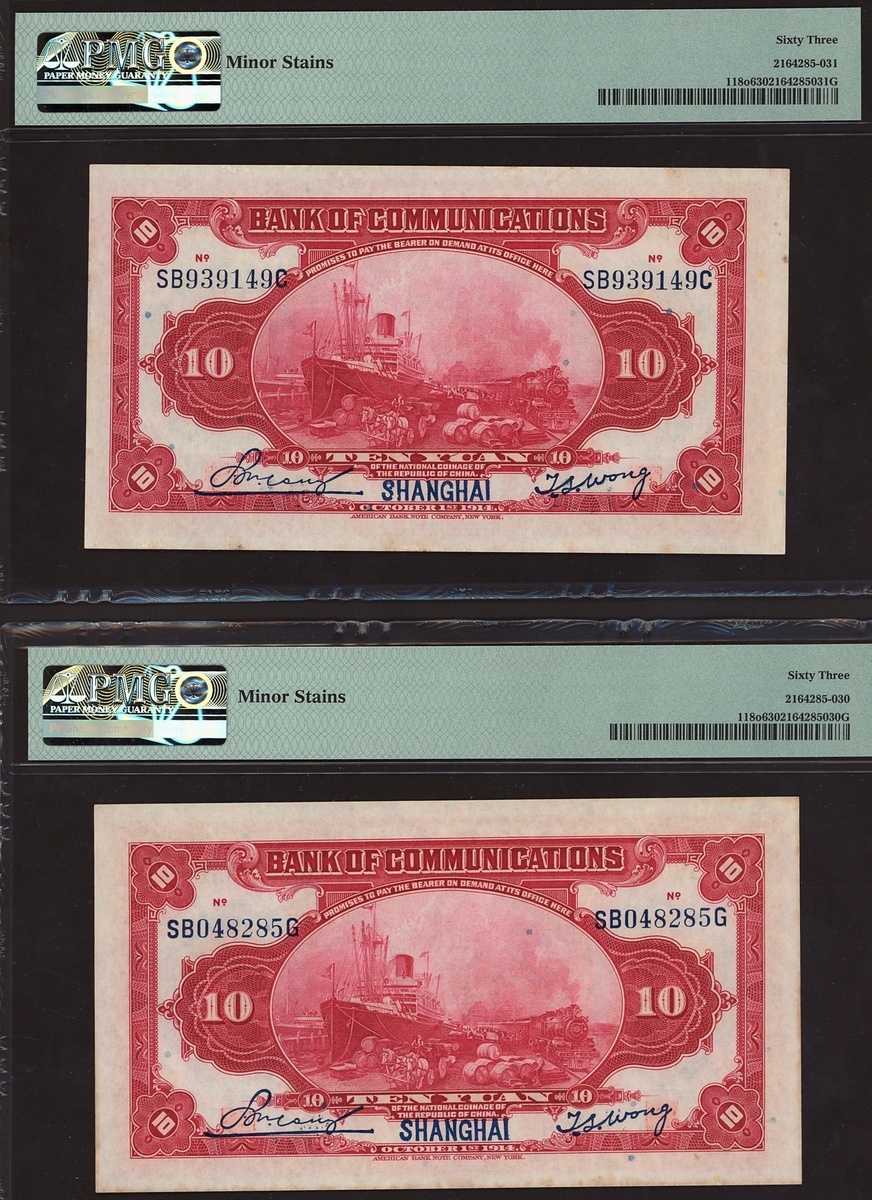 PMG
PAPER MONEY GUARANTY
Minor Stains
Sixty Three
2164285-031
118o6302164285031G
10 BANK OF COMMUNICATIONS 10
PROMISES TO PAY THE BEARER ON DEMAND AT ITS OFFICE HERE
Nº Nº
SB939149C SB939149C
10 10
10 TEN YUAN 10
OF THE NATIONAL COINAGE OF
THE REPUBLIC OF CHINA.
10 SHANGHAI T.S. Wong 10
OCTOBER 1ST 1914.
AMERICAN BANK NOTE COMPANY, NEW YORK.
PMG
PAPER MONEY GUARANTY
Minor Stains
Sixty Three
2164285-030
118o6302164285030G
10 BANK OF COMMUNICATIONS 10
PROMISES TO PAY THE BEARER ON DEMAND AT ITS OFFICE HERE
Nº Nº
SB048285G SB048285G
10 10
10 TEN YUAN 10
OF THE NATIONAL COINAGE OF
THE REPUBLIC OF CHINA.
10 SHANGHAI T.S. Wong 10
OCTOBER 1ST 1914.
AMERICAN BANK NOTE COMPANY, NEW YORK.